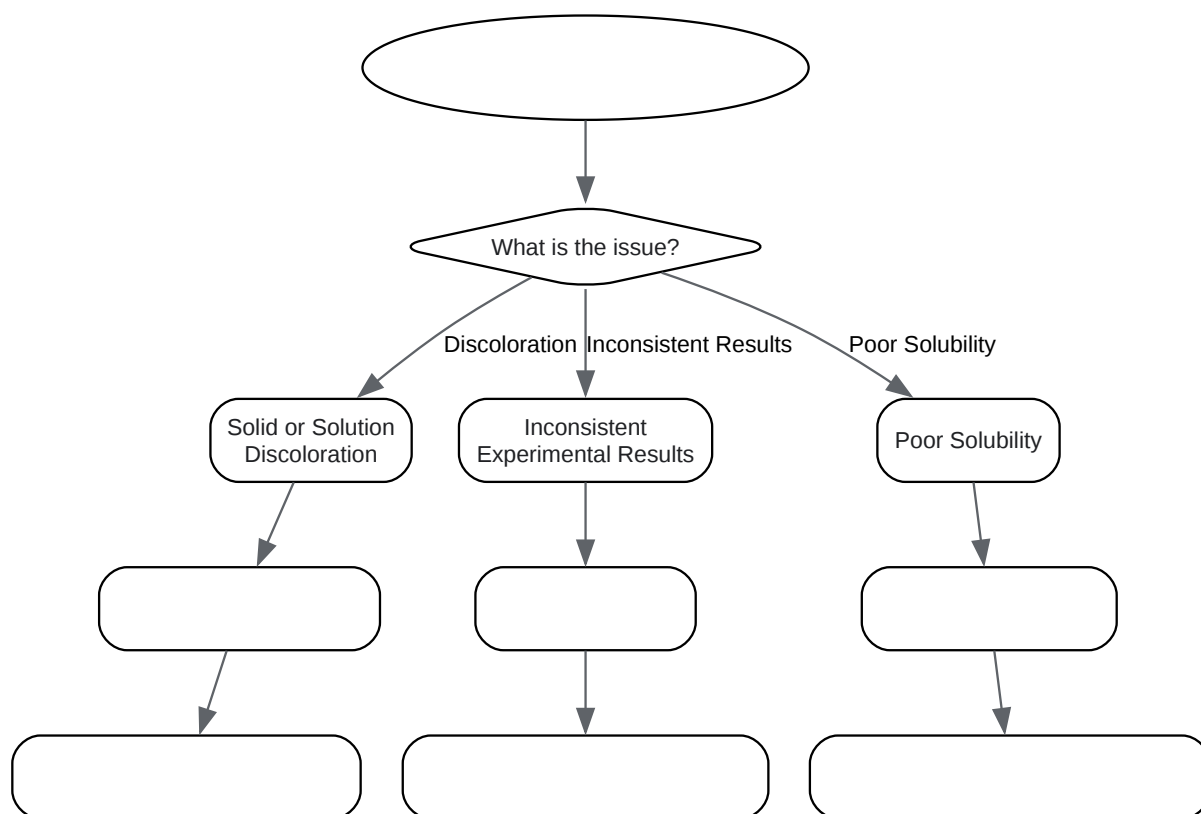 What is the issue?
Discoloration
Inconsistent Results
Poor Solubility
Solid or Solution
Discoloration
Inconsistent
Experimental Results
Poor Solubility